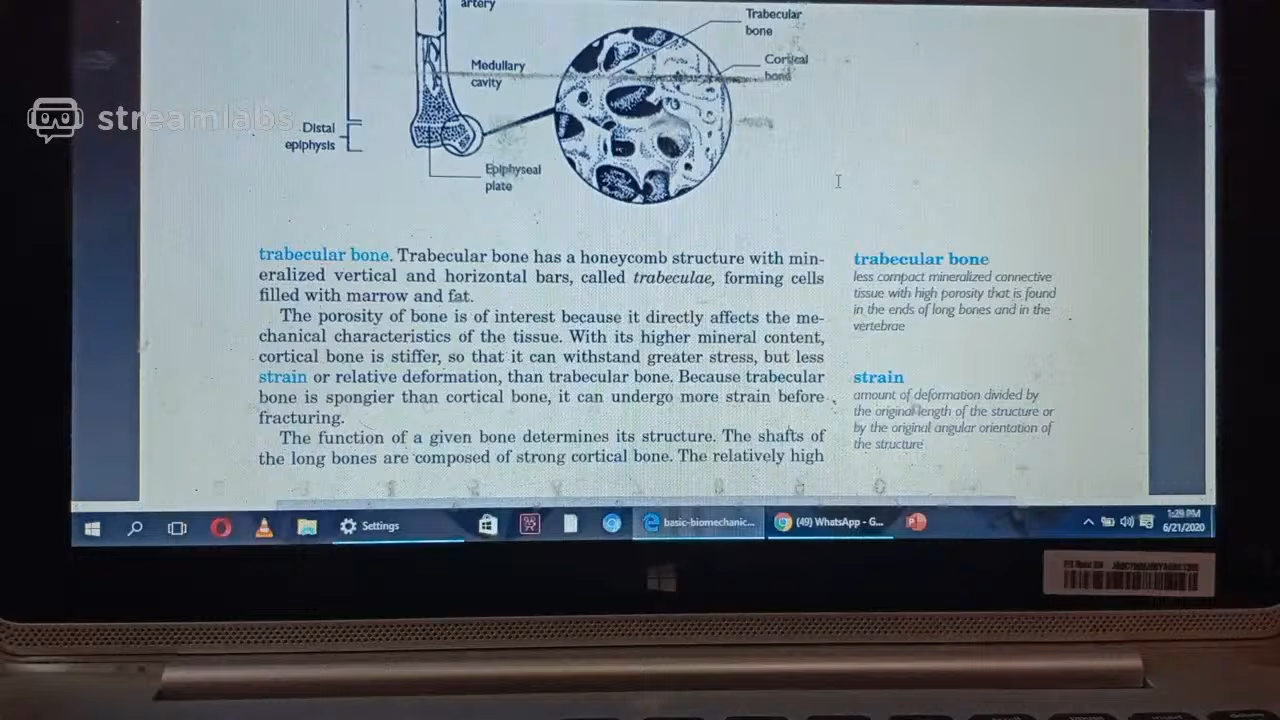 artery
Trabecular
bone
Cortical
bone
Medullary
cavity
streamlabs
Distal
epiphysis
Epiphyseal
plate
trabecular bone. Trabecular bone has a honeycomb structure with min-
eralized vertical and horizontal bars, called trabeculae, forming cells
filled with marrow and fat.
The porosity of bone is of interest because it directly affects the me-
chanical characteristics of the tissue. With its higher mineral content,
cortical bone is stiffer, so that it can withstand greater stress, but less
strain or relative deformation, than trabecular bone. Because trabecular
bone is spongier than cortical bone, it can undergo more strain before
fracturing.
The function of a given bone determines its structure. The shafts of
the long bones are composed of strong cortical bone. The relatively high
trabecular bone
less compact mineralized connective
tissue with high porosity that is found
in the ends of long bones and in the
vertebrae
strain
amount of deformation divided by
the original length of the structure or
by the original angular orientation of
the structure
Settings
basic-biomechanic...
(49) WhatsApp - G...
1:29 PM
6/21/2020